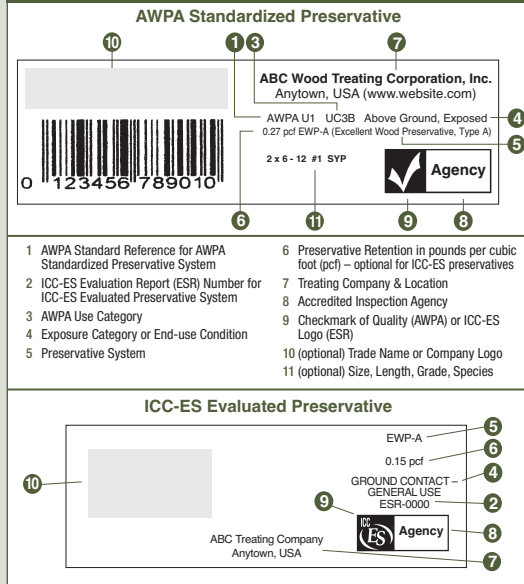 AWPA Standardized Preservative
10
1 3
7
ABC Wood Treating Corporation, Inc.
Anytown, USA (www.website.com)
AWPA U1 UC3B Above Ground, Exposed 4
0.27 pcf EWP-A (Excellent Wood Preservative, Type A)
5
2 x 6 - 12 #1 SYP
Agency
0 123456 789010
6 11 9 8
1 AWPA Standard Reference for AWPA
Standardized Preservative System
2 ICC-ES Evaluation Report (ESR) Number for
ICC-ES Evaluated Preservative System
3 AWPA Use Category
4 Exposure Category or End-use Condition
5 Preservative System
6 Preservative Retention in pounds per cubic
foot (pcf) – optional for ICC-ES preservatives
7 Treating Company & Location
8 Accredited Inspection Agency
9 Checkmark of Quality (AWPA) or ICC-ES
Logo (ESR)
10 (optional) Trade Name or Company Logo
11 (optional) Size, Length, Grade, Species
ICC-ES Evaluated Preservative
EWP-A 5
0.15 pcf 6
GROUND CONTACT – 4
GENERAL USE
ESR-0000 2
10
9
ICC
ES
Agency 8
ABC Treating Company
Anytown, USA 7